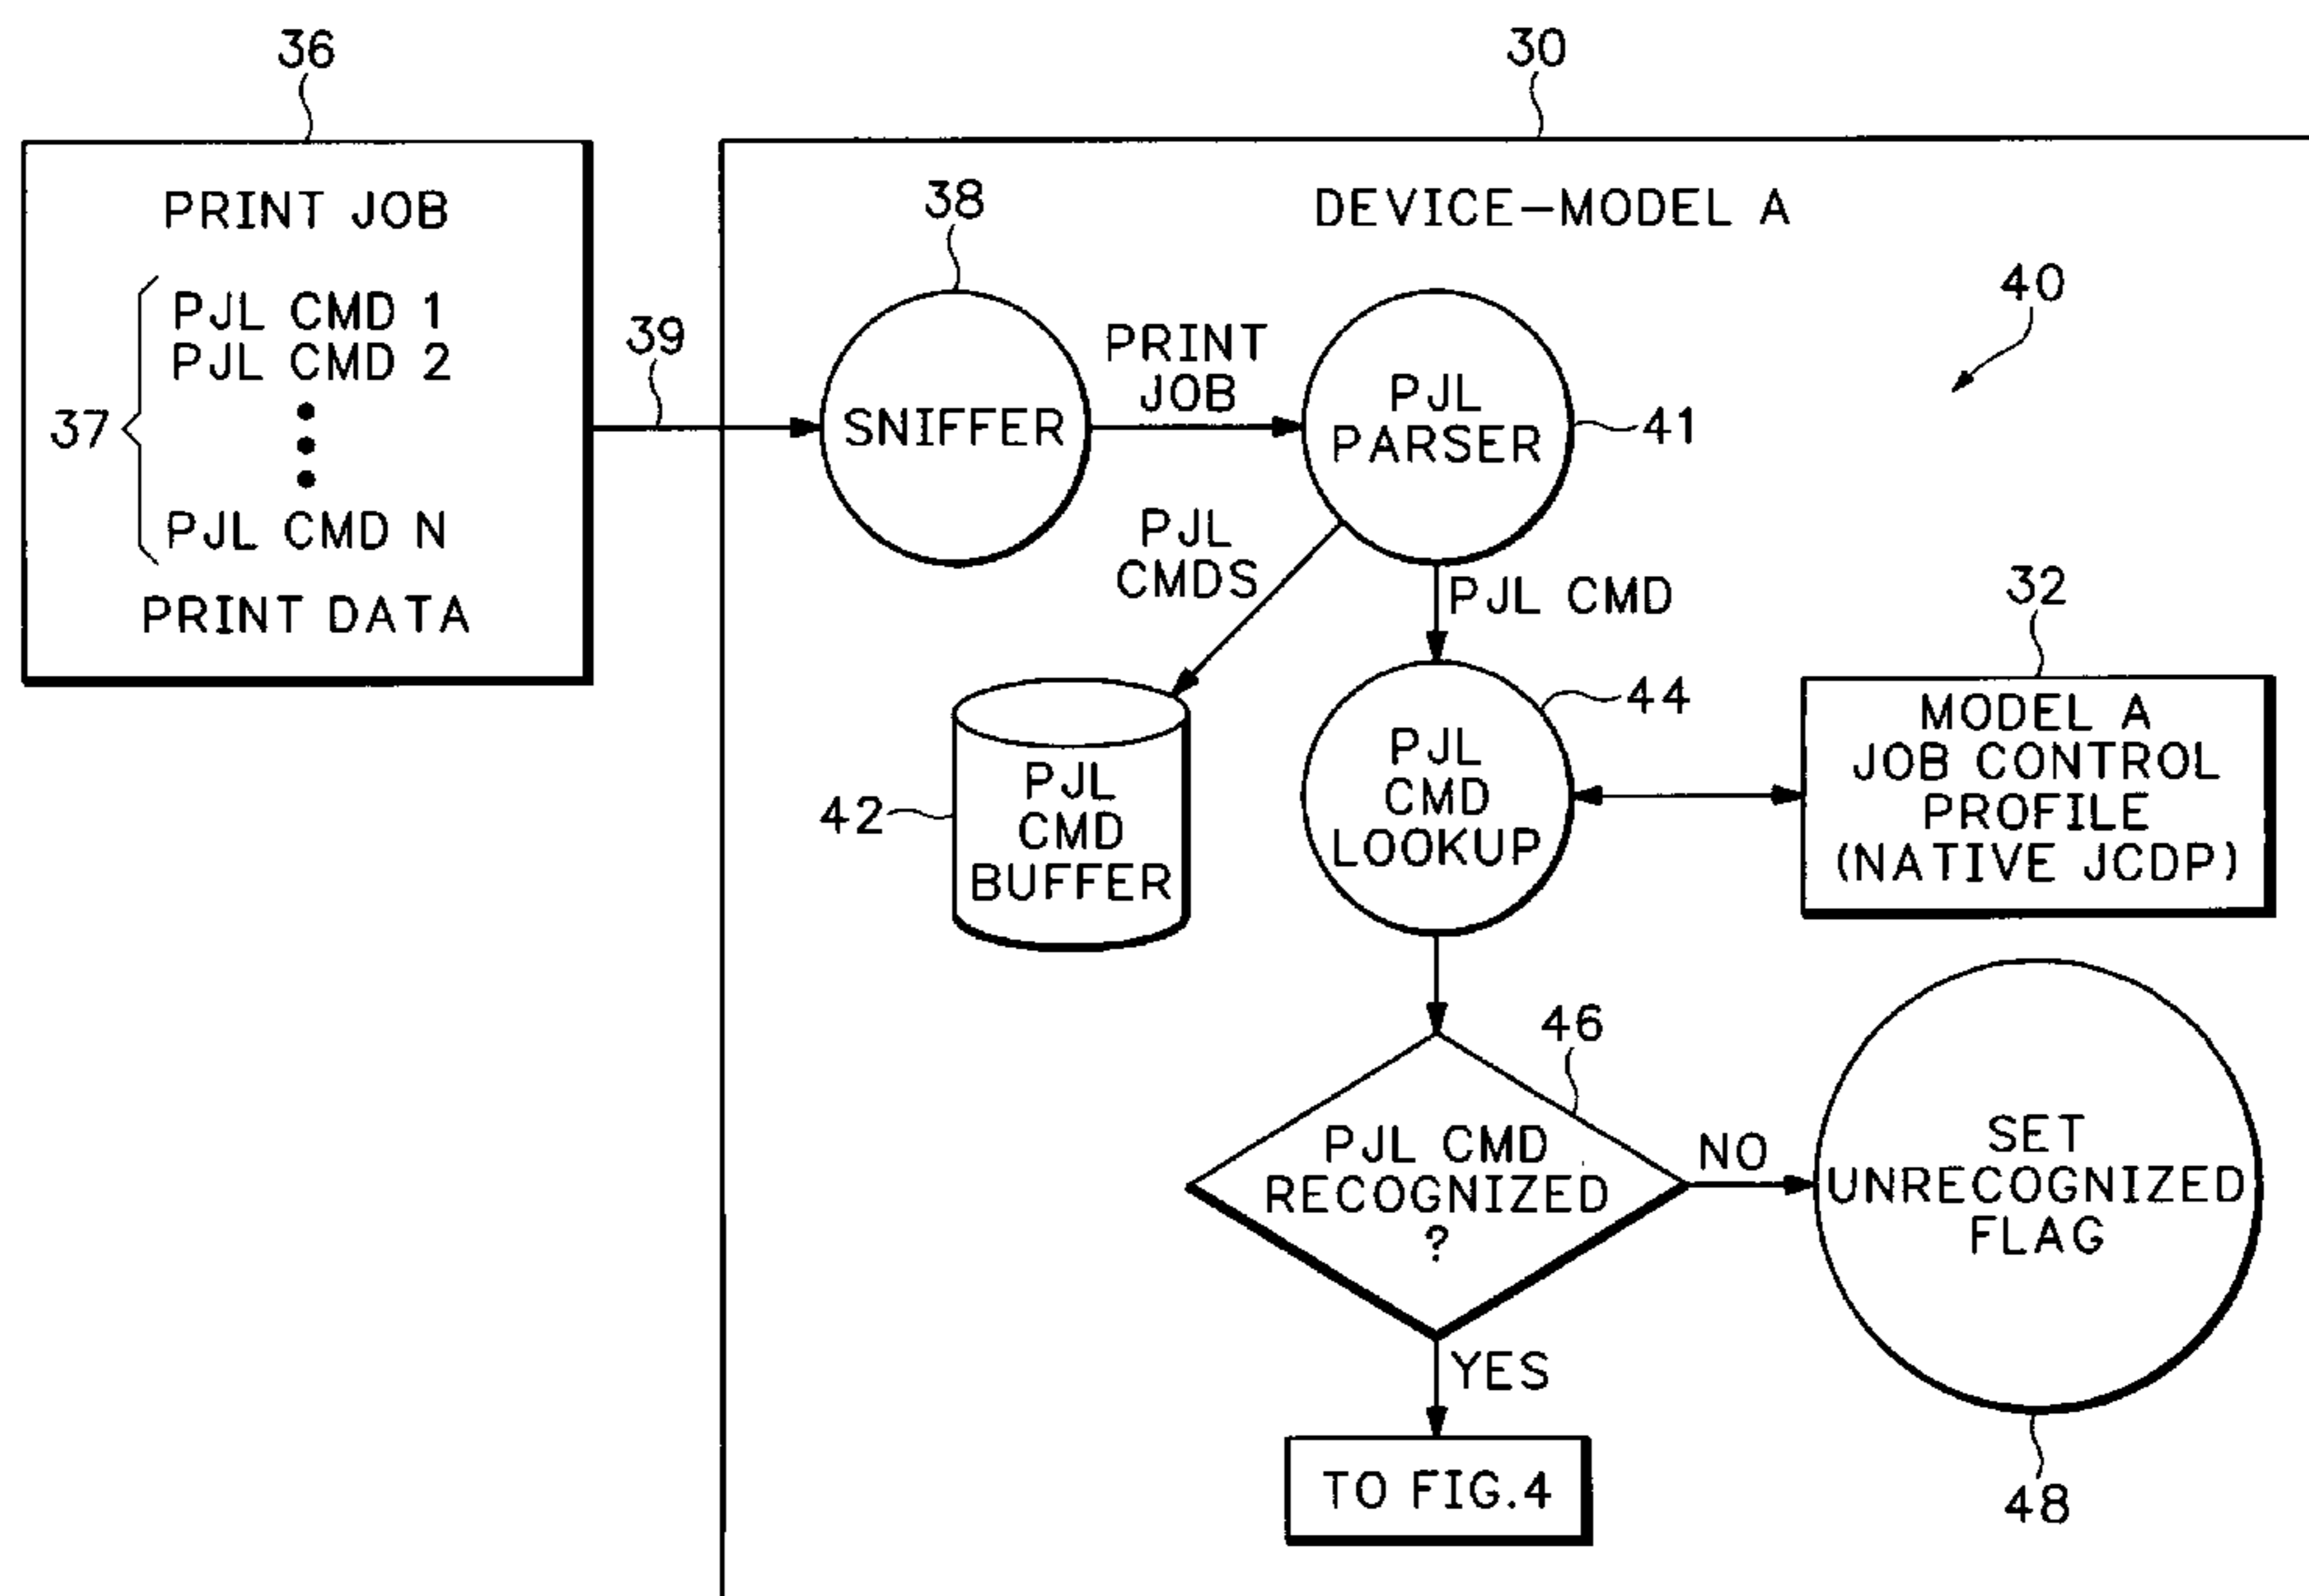 36
30
PRINT JOB
PJL CMD 1
PJL CMD 2
37
PJL CMD N
PRINT DATA
39
DEVICE-MODEL A
38
40
SNIFFER
PRINT
JOB
PJL
PARSER
41
PJL
CMDS
PJL CMD
32
42
PJL
CMD
BUFFER
44
PJL
CMD
LOOKUP
MODEL A
JOB CONTROL
PROFILE
(NATIVE JCDP)
46
PJL CMD
RECOGNIZED
?
NO
SET
UNRECOGNIZED
FLAG
YES
48
TO FIG.4